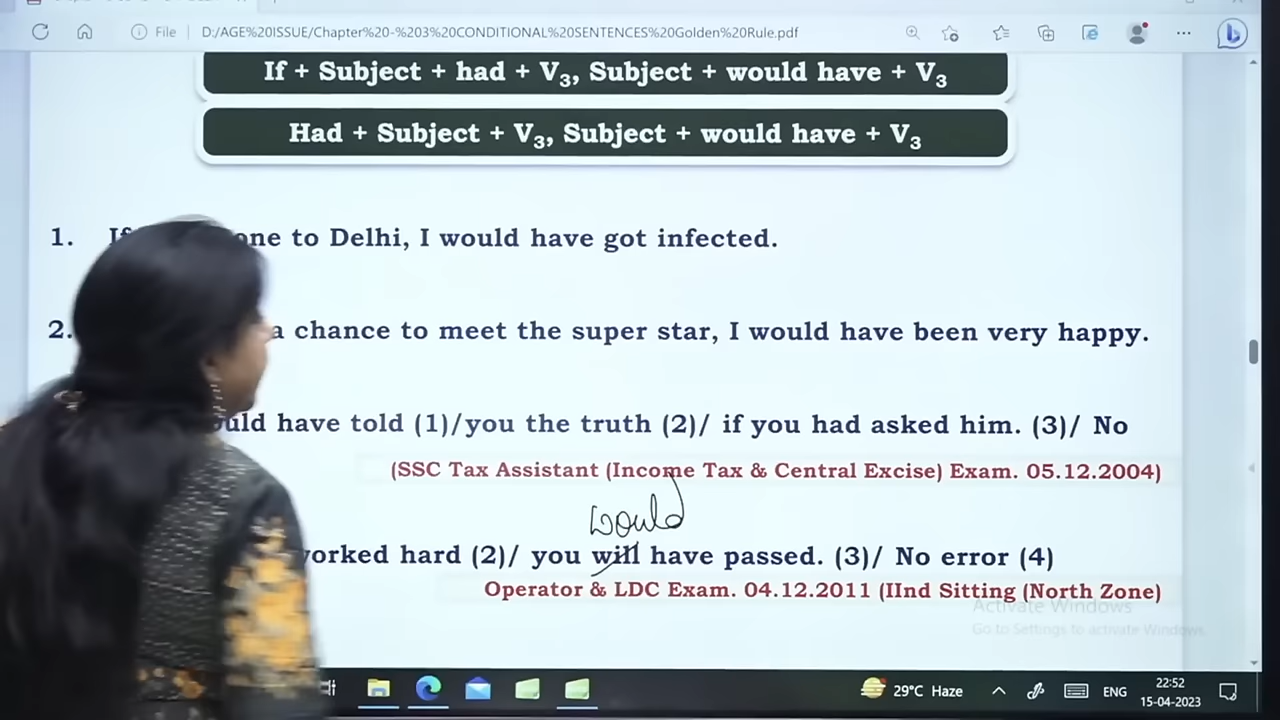 File D:/AGE%20ISSUE/Chapter%20-%203%20CONDITIONAL%20SENTENCES%20Golden%20Rule.pdf
If + Subject + had + V₃, Subject + would have + V₃
Had + Subject + V₃, Subject + would have + V₃
1. If one to Delhi, I would have got infected.
2. a chance to meet the super star, I would have been very happy.
uld have told (1)/you the truth (2)/ if you had asked him. (3)/ No
(SSC Tax Assistant (Income Tax & Central Excise) Exam. 05.12.2004)
would
worked hard (2)/ you will have passed. (3)/ No error (4)
Operator & LDC Exam. 04.12.2011 (IInd Sitting (North Zone)
Activate Windows
Go to Settings to activate Windows.
29°C Haze ENG 22:52
15-04-2023